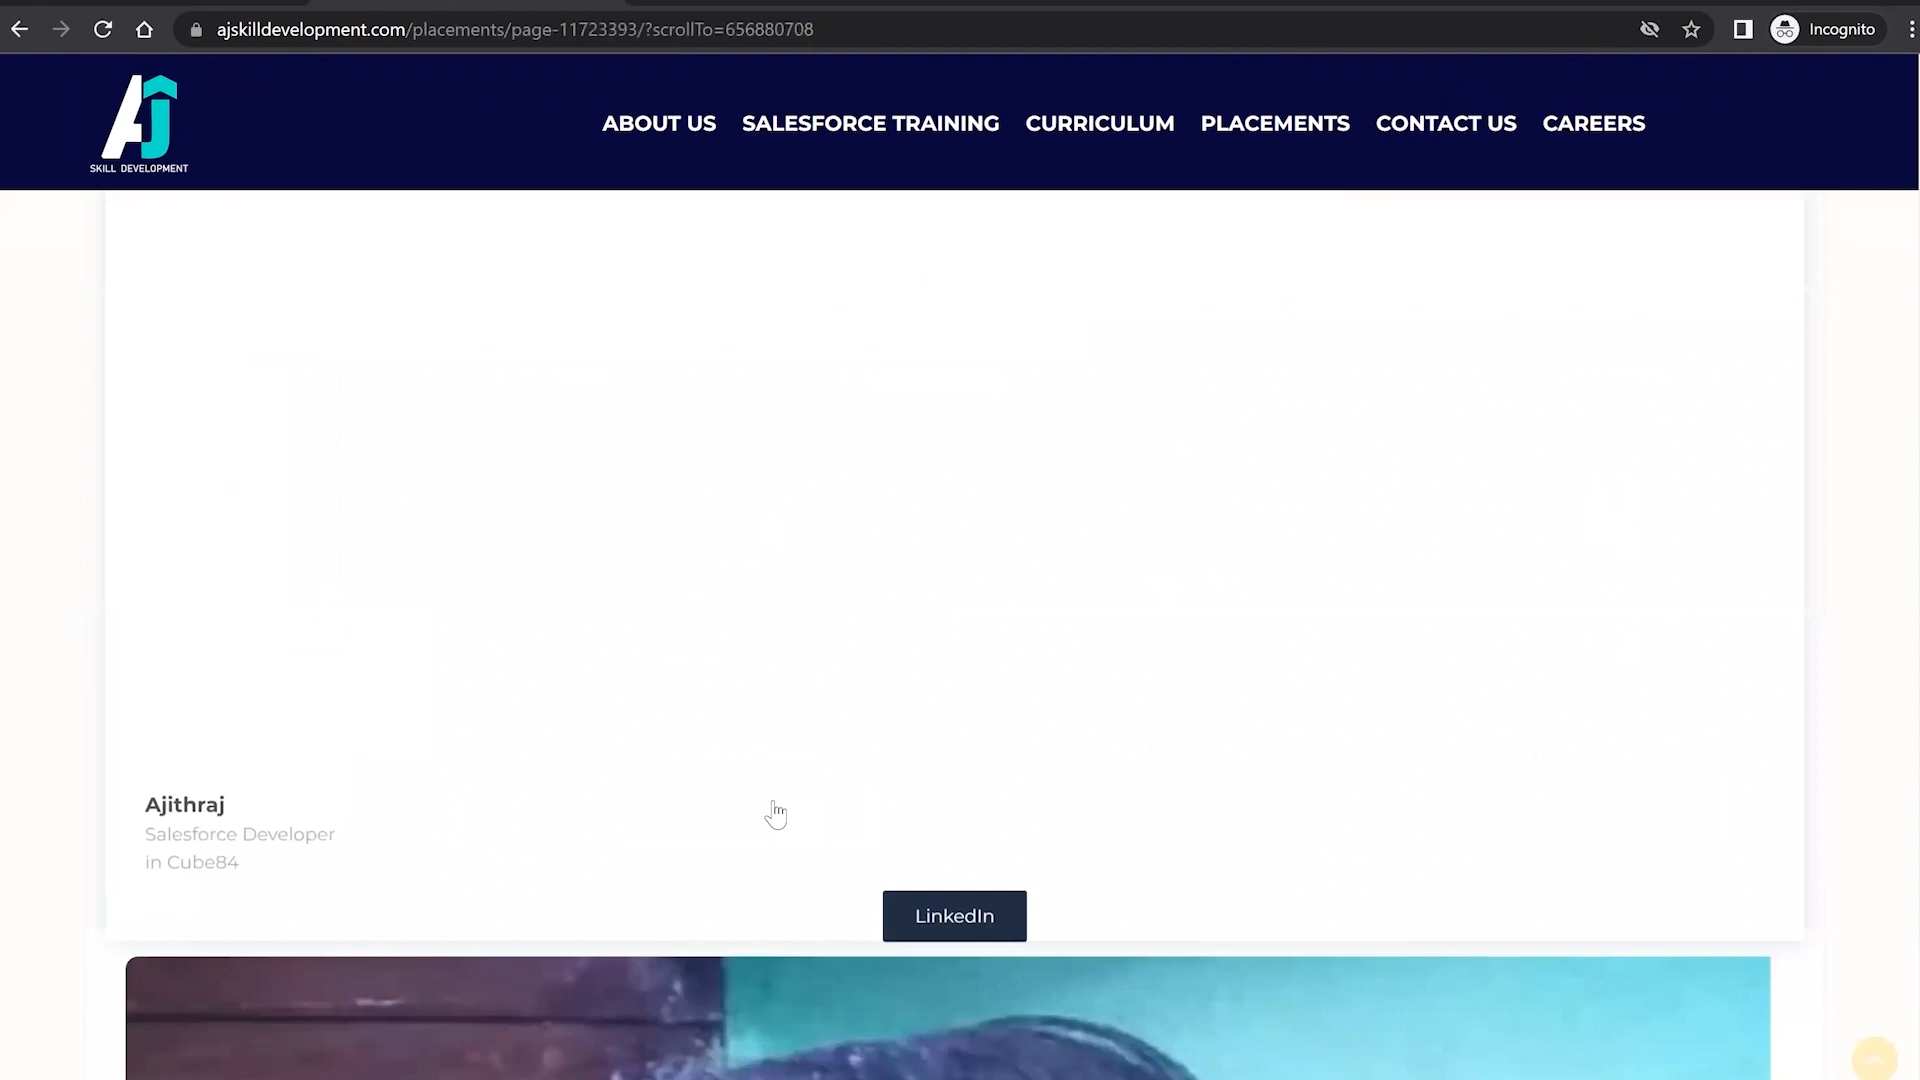 ajskilldevelopment.com/placements/page-11723393/?scrollTo=656880708
Incognito
AJ
SKILL DEVELOPMENT
ABOUT US
SALESFORCE TRAINING
CURRICULUM
PLACEMENTS
CONTACT US
CAREERS
Ajithraj
Salesforce Developer
in Cube84
LinkedIn